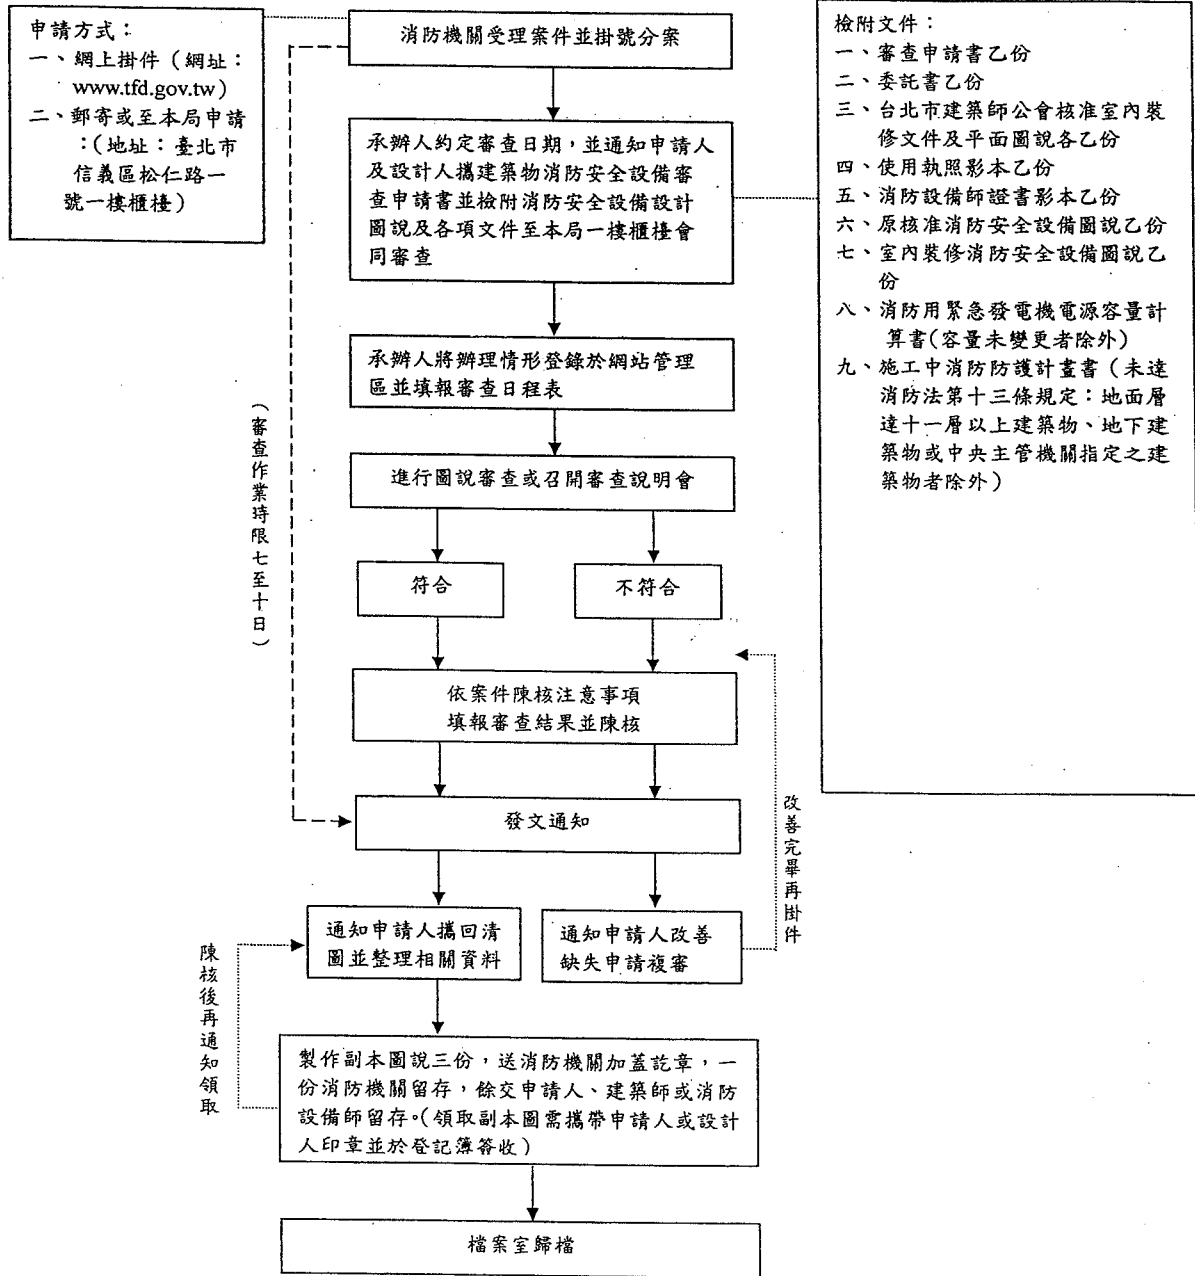 申請方式：
一、網上掛件（網址：
www.tfd.gov.tw）
二、郵寄或至本局申請
：(地址：臺北市
信義區松仁路一
號一樓櫃檯）
消防機關受理案件並掛號分案
承辦人約定審查日期，並通知申請人
及設計人攜建築物消防安全設備審
查申請書並檢附消防安全設備設計
圖說及各項文件至本局一樓櫃檯會
同審查
檢附文件：
一、審查申請書乙份
二、委託書乙份
三、台北市建築師公會核准室內裝
修文件及平面圖說各乙份
四、使用執照影本乙份
五、消防設備師證書影本乙份
六、原核准消防安全設備圖說乙份
七、室內裝修消防安全設備圖說乙
份
八、消防用緊急發電機電源容量計
算書(容量未變更者除外)
九、施工中消防防護計畫書（未達
消防法第十三條規定：地面層
達十一層以上建築物、地下建
築物或中央主管機關指定之建
築物者除外）
承辦人將辦理情形登錄於網站管理
區並填報審查日程表
（審查作業時限七至十日）
進行圖說審查或召開審查說明會
符合
不符合
依案件陳核注意事項
填報審查結果並陳核
發文通知
改善完畢再掛件
通知申請人攜回清
圖並整理相關資料
通知申請人改善
缺失申請複審
陳核後再通知領取
製作副本圖說三份，送消防機關加蓋訖章，一
份消防機關留存，餘交申請人、建築師或消防
設備師留存。(領取副本圖需攜帶申請人或設計
人印章並於登記簿簽收）
檔案室歸檔